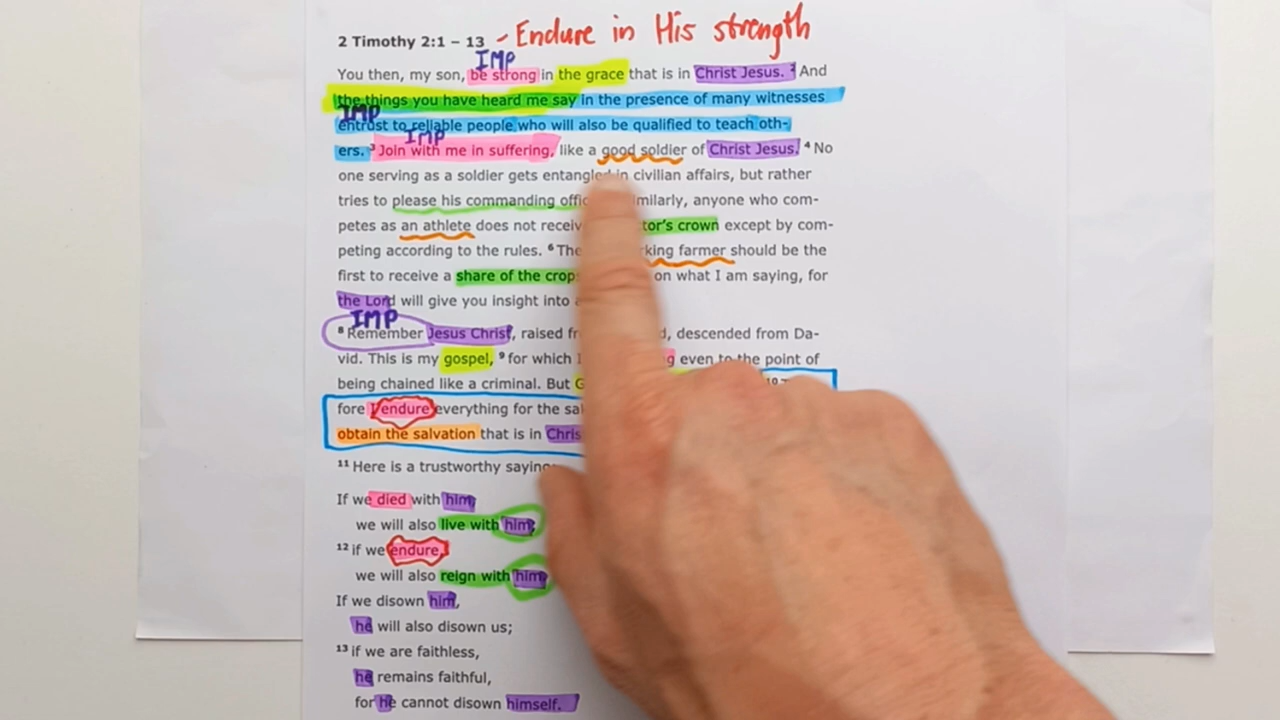 2 Timothy 2:1 – 13 - Endure in His strength
IMP
You then, my son, be strong in the grace that is in Christ Jesus. ² And
the things you have heard me say in the presence of many witnesses
IMP
entrust to reliable people who will also be qualified to teach oth-
IMP
ers. ³ Join with me in suffering, like a good soldier of Christ Jesus. ⁴ No
one serving as a soldier gets entangled in civilian affairs, but rather
tries to please his commanding offic milarly, anyone who com-
petes as an athlete does not receiv tor's crown except by com-
peting according to the rules. ⁶ The king farmer should be the
first to receive a share of the crop on what I am saying, for
the Lord will give you insight into
IMP
⁸ Remember Jesus Christ, raised fr d, descended from Da-
vid. This is my gospel, ⁹ for which I g even to the point of
being chained like a criminal. But G 10
fore I endure everything for the sa
obtain the salvation that is in Chris
¹¹ Here is a trustworthy saying
If we died with him,
we will also live with him;
¹² if we endure,
we will also reign with him
If we disown him,
he will also disown us;
¹³ if we are faithless,
he remains faithful,
for he cannot disown himself.